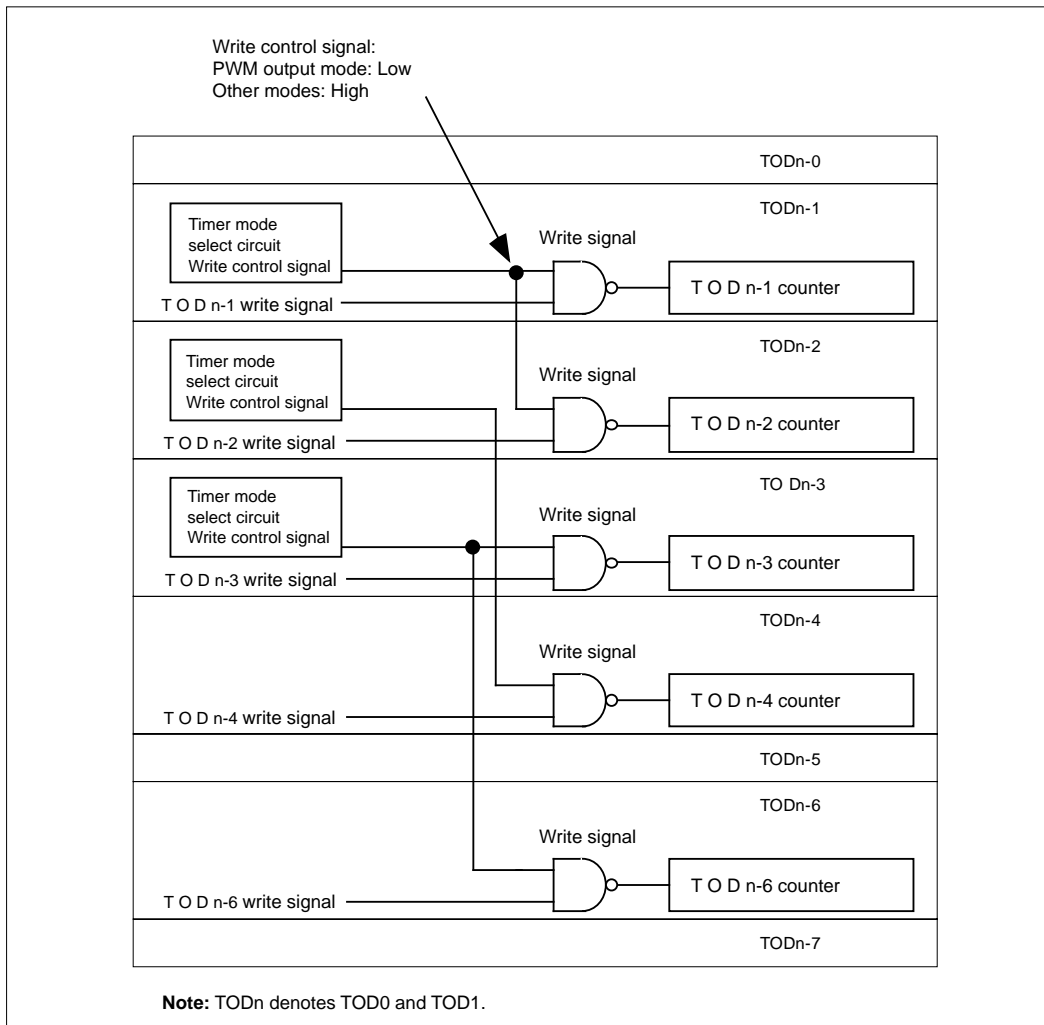 Write control signal:
PWM output mode: Low
Other modes: High
TODn-0
TODn-1
Timer mode
select circuit
Write control signal
Write signal
T O D n-1 counter
T O D n-1 write signal
TODn-2
Timer mode
select circuit
Write control signal
Write signal
T O D n-2 counter
T O D n-2 write signal
TO Dn-3
Timer mode
select circuit
Write control signal
Write signal
T O D n-3 counter
T O D n-3 write signal
TODn-4
Write signal
T O D n-4 counter
T O D n-4 write signal
TODn-5
TODn-6
Write signal
T O D n-6 counter
T O D n-6 write signal
TODn-7
Note: TODn denotes TOD0 and TOD1.